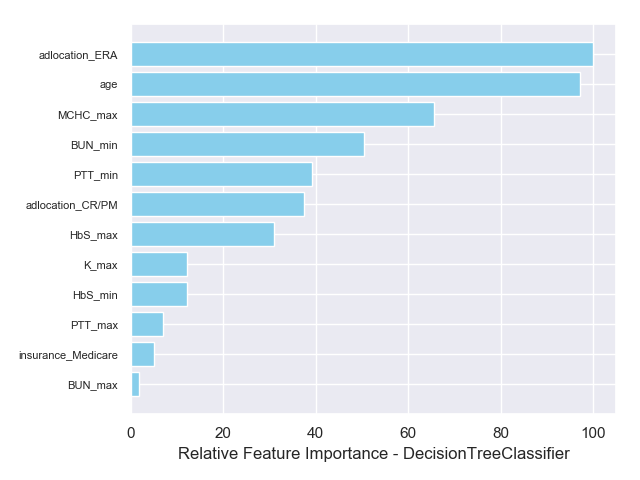 adlocation_ERA
age
MCHC_max
BUN_min
PTT_min
adlocation_CR/PM
HbS_max
K_max
HbS_min
PTT_max
insurance_Medicare
BUN_max
0 20 40 60 80 100
Relative Feature Importance - DecisionTreeClassifier